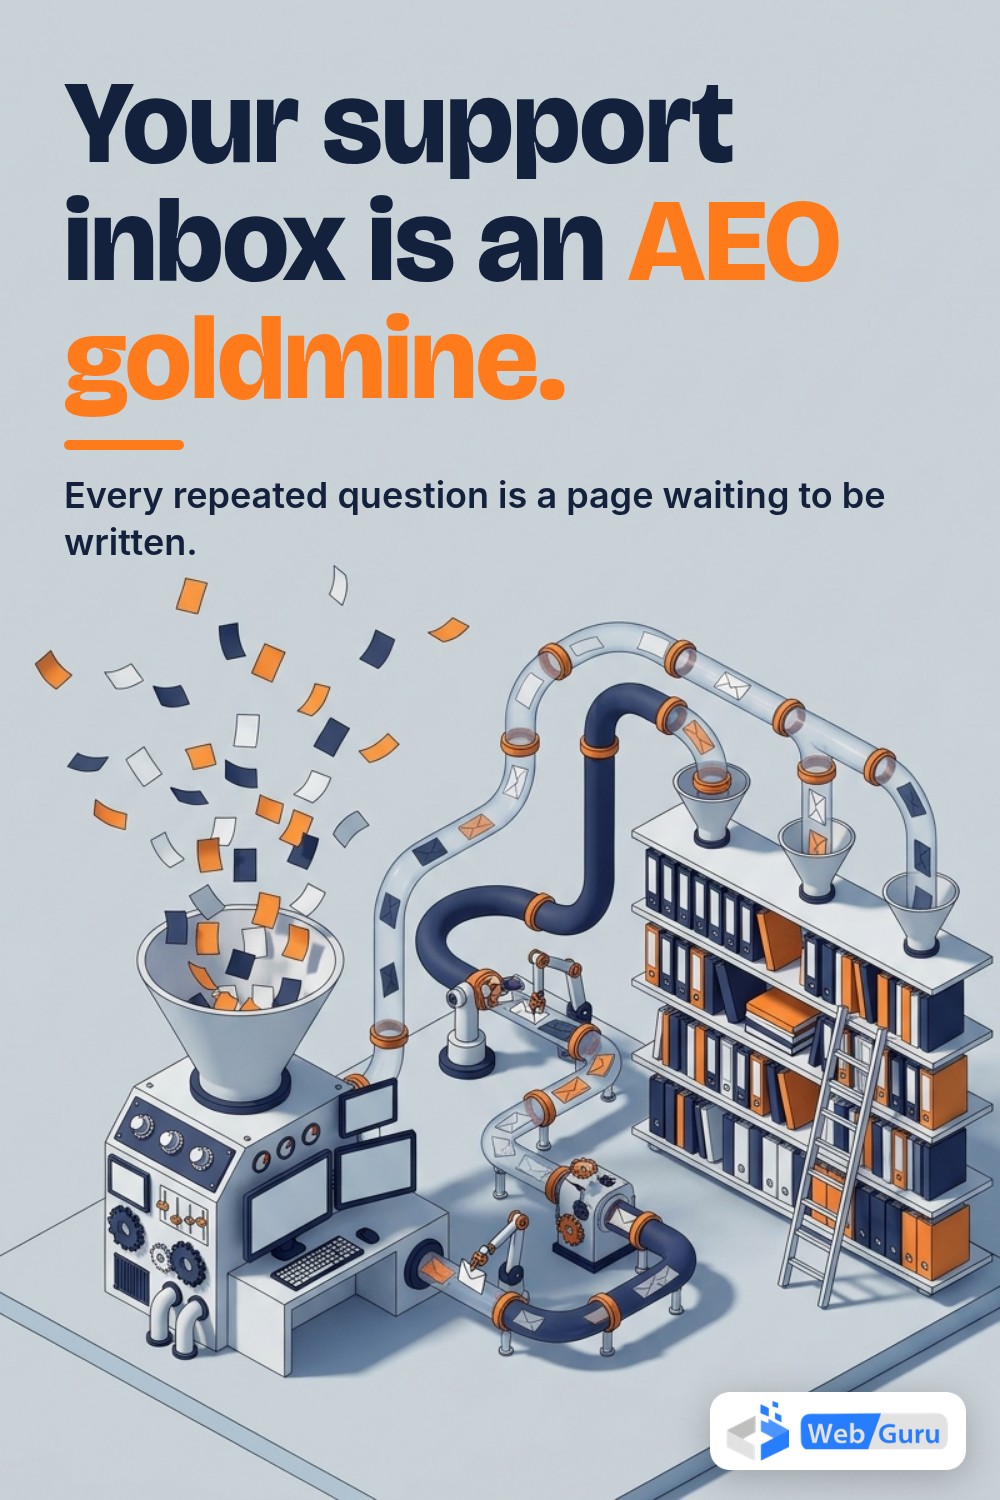 Your support
inbox is an AEO
goldmine.
Every repeated question is a page waiting to be
written.
Web Guru